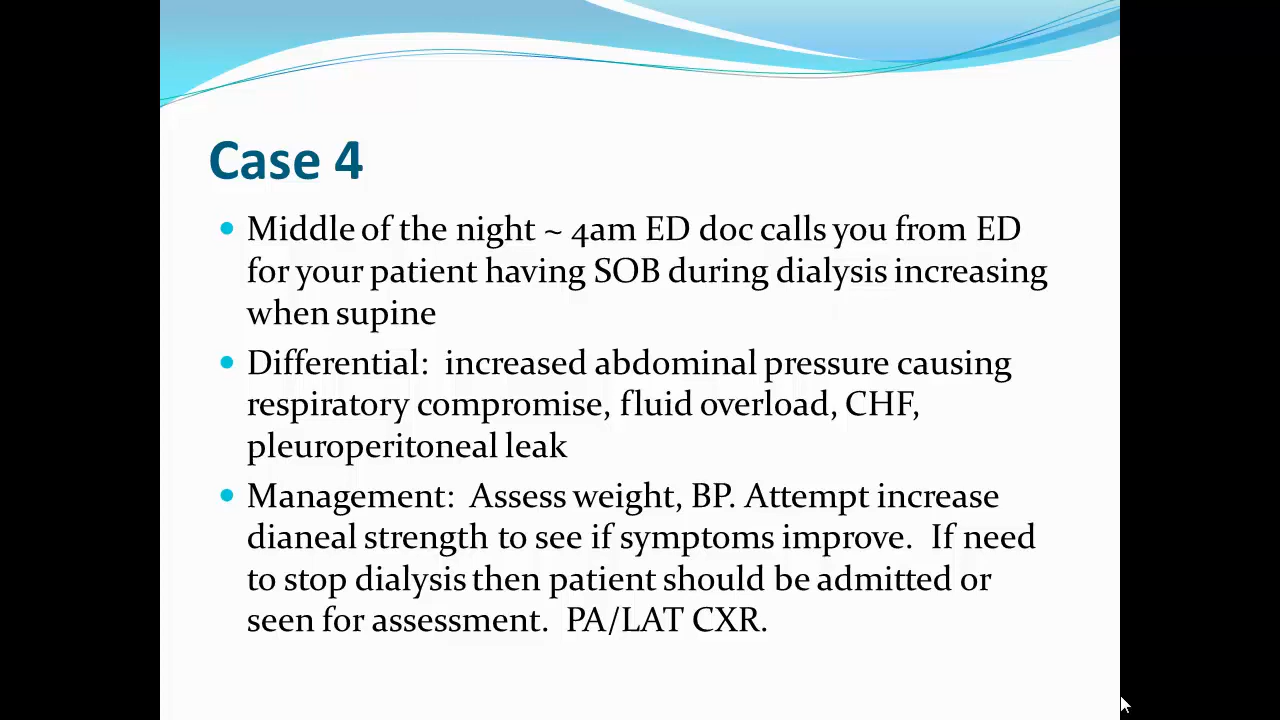 Case 4
Middle of the night ~ 4am ED doc calls you from ED
for your patient having SOB during dialysis increasing
when supine
Differential:  increased abdominal pressure causing
respiratory compromise, fluid overload, CHF,
pleuroperitoneal leak
Management:  Assess weight, BP. Attempt increase
dianeal strength to see if symptoms improve.  If need
to stop dialysis then patient should be admitted or
seen for assessment.  PA/LAT CXR.